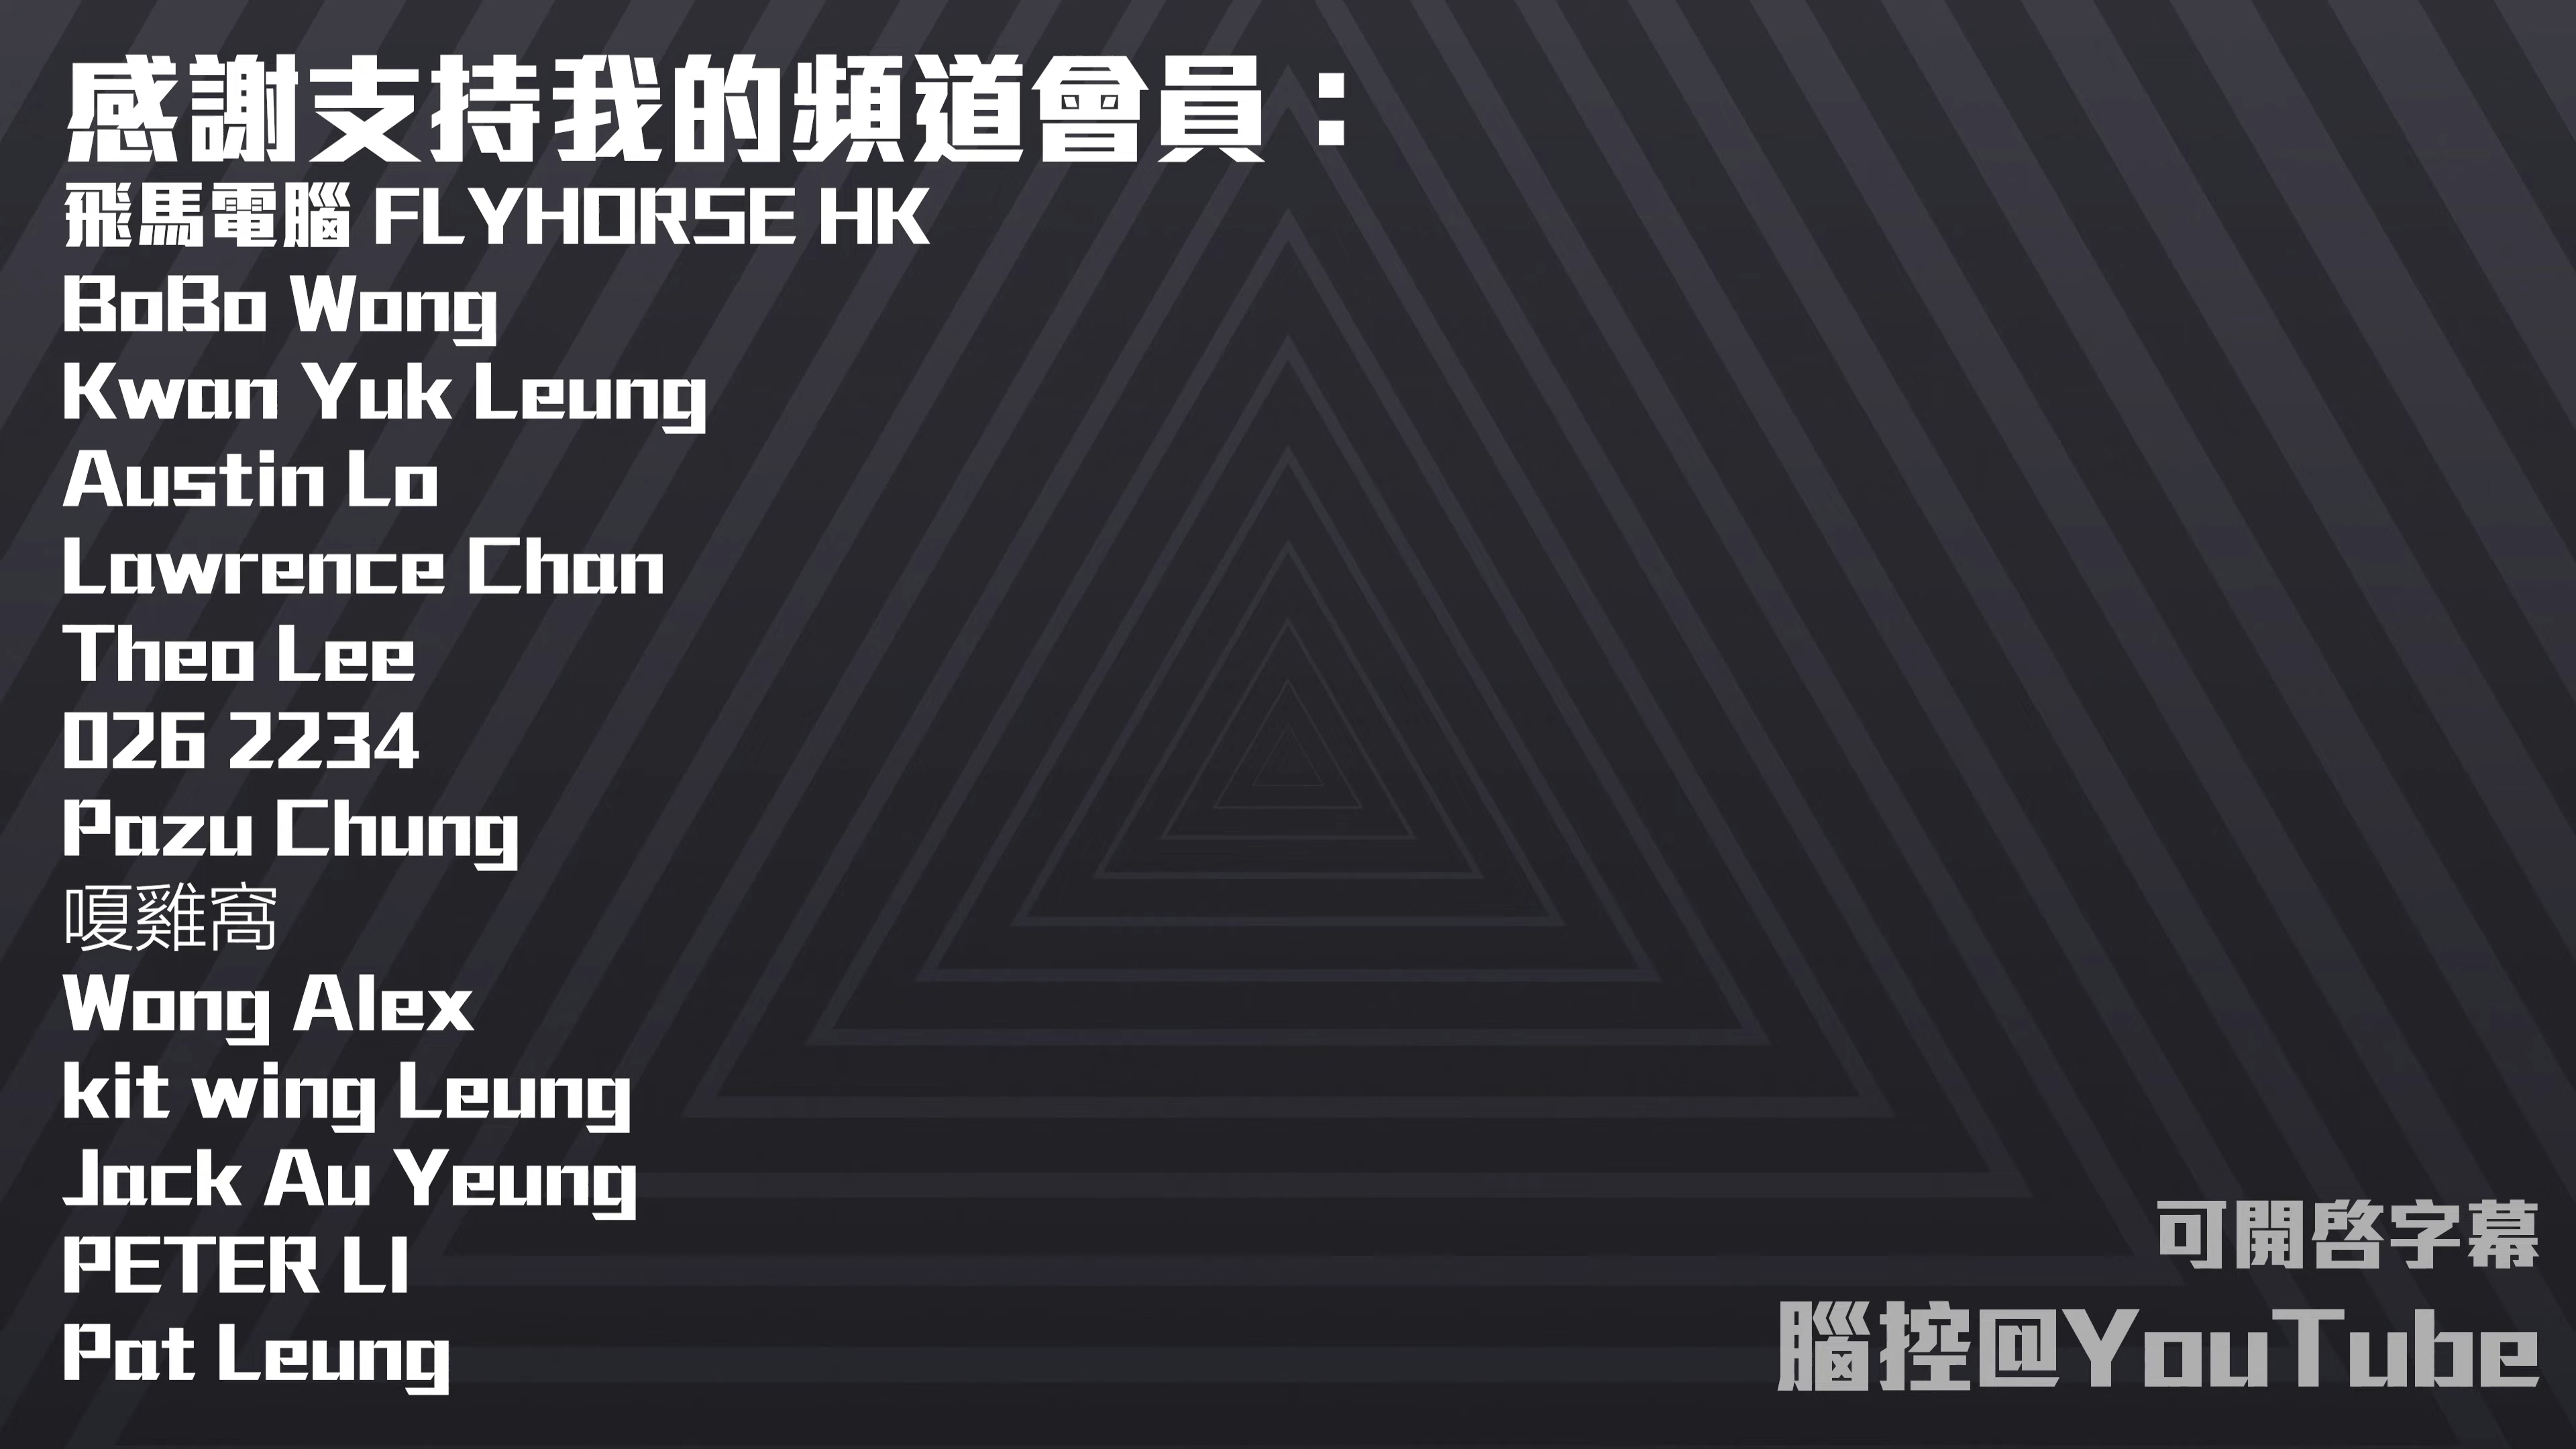 感謝支持我的頻道會員：
飛馬電腦 FLYHORSE HK
BoBo Wong
Kwan Yuk Leung
Austin Lo
Lawrence Chan
Theo Lee
026 2234
Pazu Chung
嗄雞窩
Wong Alex
kit wing Leung
Jack Au Yeung
PETER LI
Pat Leung
可開啓字幕
腦控@YouTube